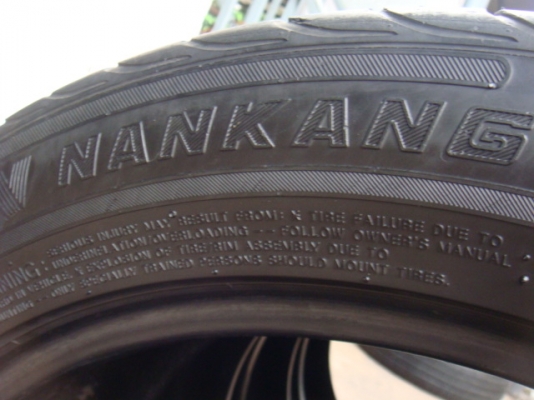 NANKANG
SERIOUS INJURY MAY RESULT FROM: TIRE FAILURE DUE TO
OVERLOADING -- FOLLOW OWNER'S MANUAL
EXPLOSION OF TIRE/RIM ASSEMBLY DUE TO
-- ONLY SPECIALLY TRAINED PERSONS SHOULD MOUNT TIRES.